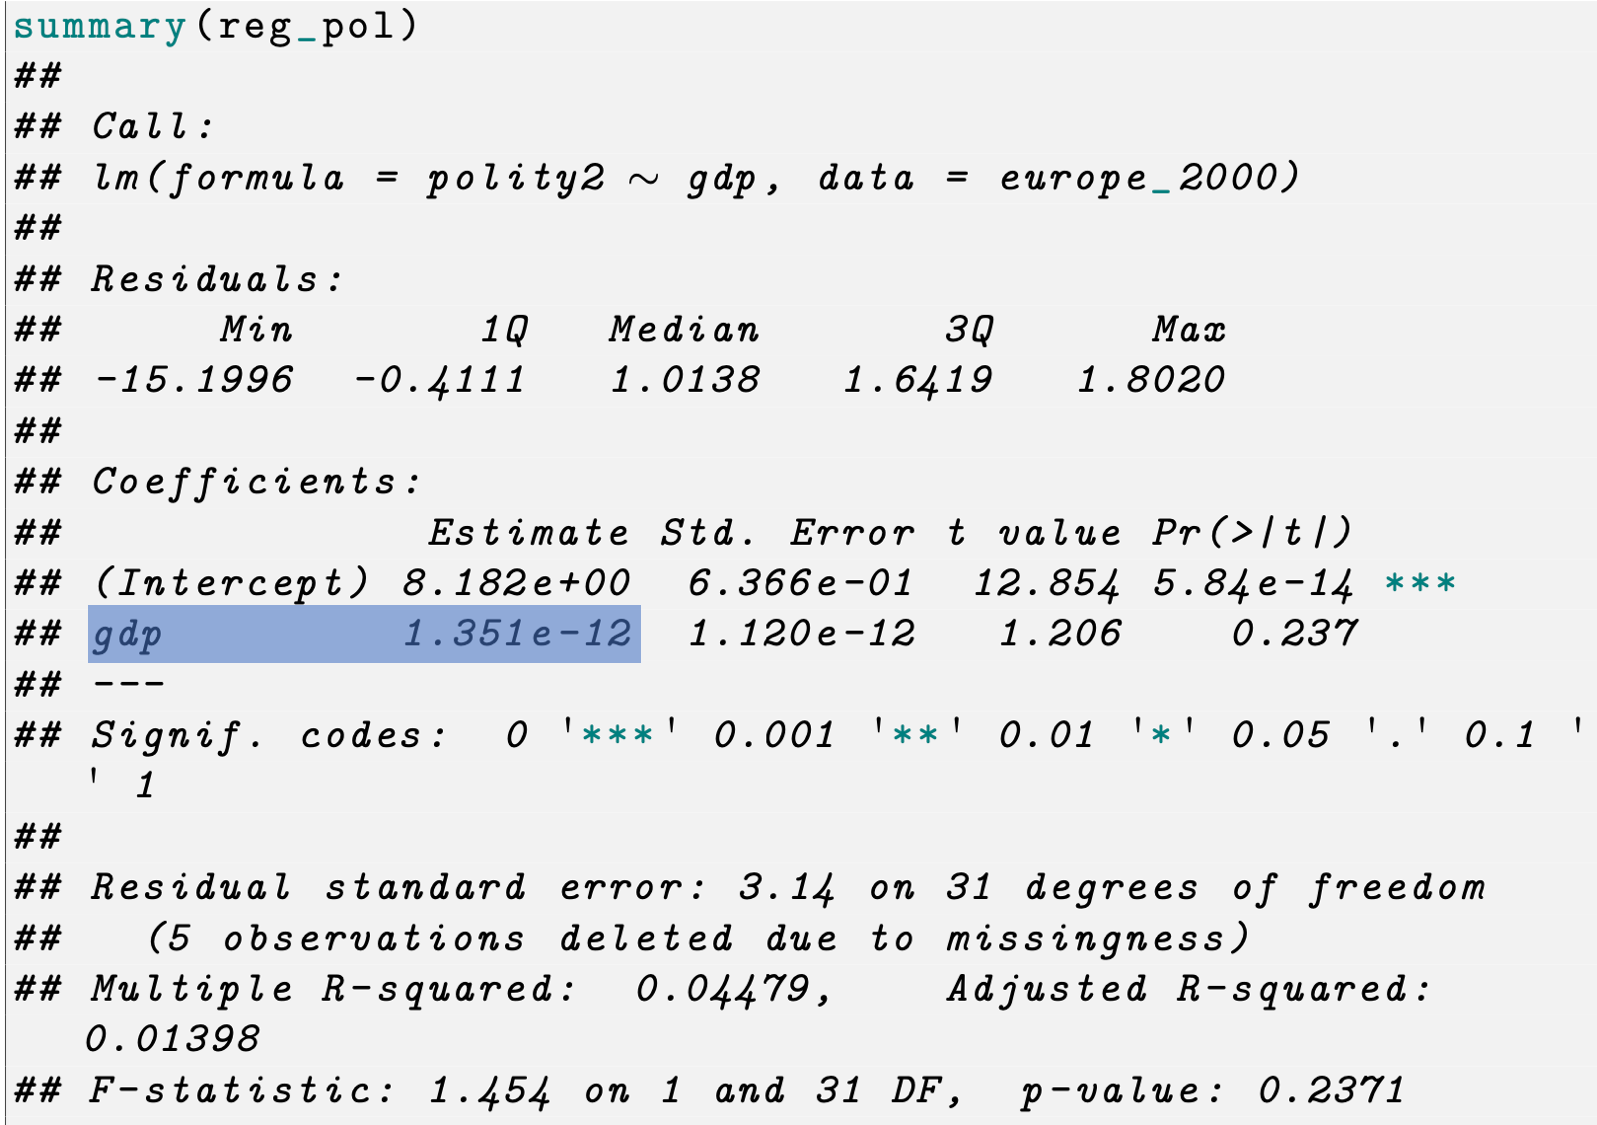 summary(reg_pol)
##
## Call:
## lm(formula = polity2 ~ gdp, data = europe_2000)
##
## Residuals:
##      Min       1Q   Median       3Q      Max
## -15.1996  -0.4111   1.0138   1.6419   1.8020
##
## Coefficients:
##              Estimate Std. Error t value Pr(>|t|)
## (Intercept) 8.182e+00  6.366e-01  12.854 5.84e-14 ***
## gdp         1.351e-12  1.120e-12   1.206    0.237
## ---
## Signif. codes:  0 '***' 0.001 '**' 0.01 '*' 0.05 '.' 0.1 '
' 1
##
## Residual standard error: 3.14 on 31 degrees of freedom
##   (5 observations deleted due to missingness)
## Multiple R-squared:  0.04479,    Adjusted R-squared:
0.01398
## F-statistic: 1.454 on 1 and 31 DF,  p-value: 0.2371